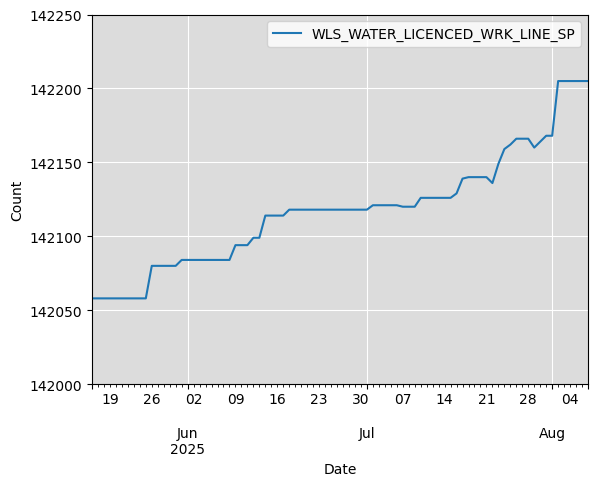 142250
WLS_WATER_LICENCED_WRK_LINE_SP
142200
142150
Count
142100
142050
142000
19 26 02 09 16 23 30 07 14 21 28 04
Jun Jul Aug
2025
Date